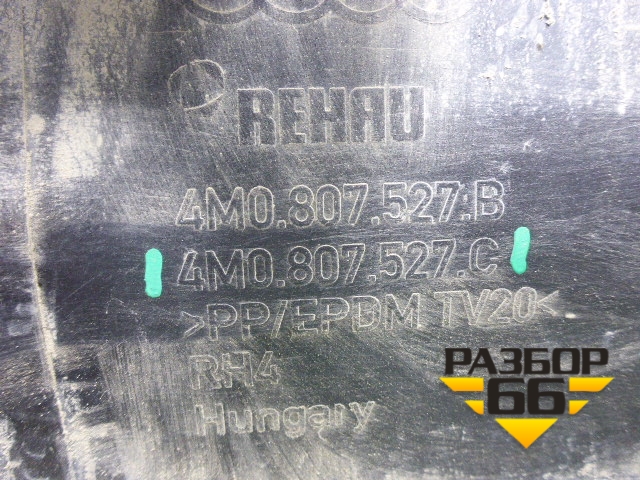 REHAU
4M0.807.527.B
4M0.807.527.C
>PP/EPDM TV20<
RH4
Hungary
РАЗБОР
66